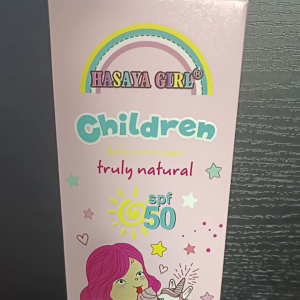 HASAYA GIRL®
Children
truly natural
spf
50